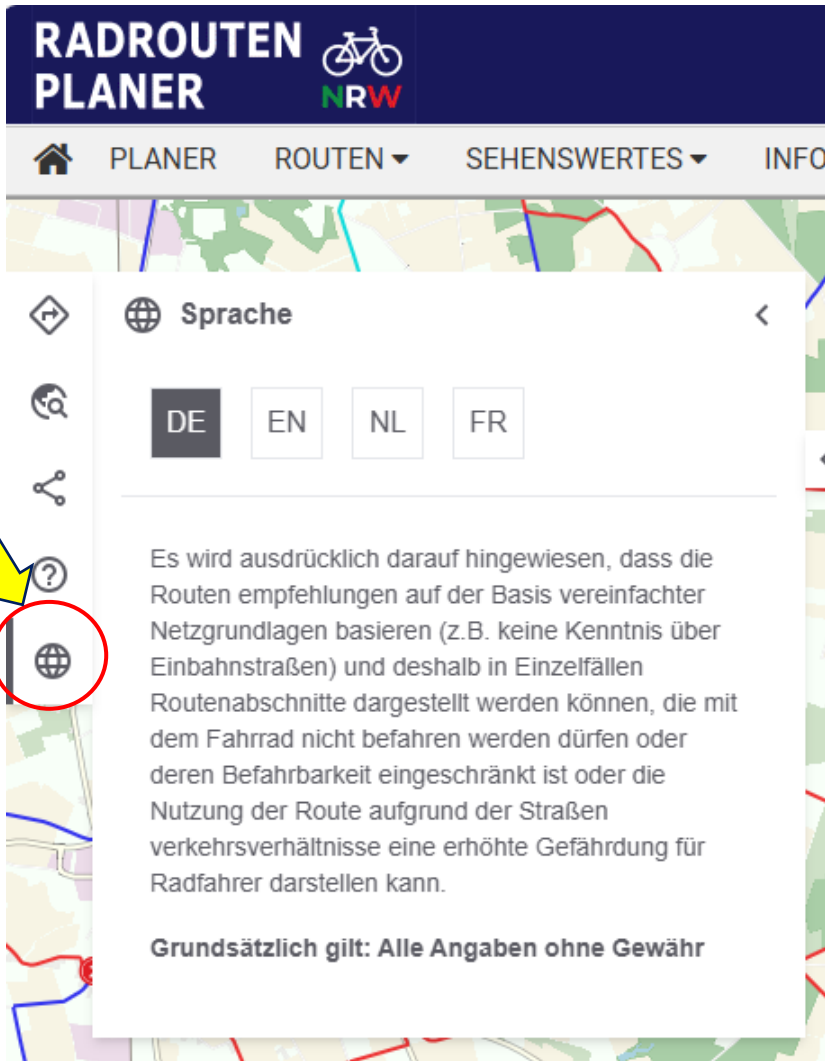 RADROUTEN
PLANER
NRW
PLANER ROUTEN SEHENSWERTES INFO
Sprache
DE EN NL FR
Es wird ausdrücklich darauf hingewiesen, dass die
Routen empfehlungen auf der Basis vereinfachter
Netzgrundlagen basieren (z.B. keine Kenntnis über
Einbahnstraßen) und deshalb in Einzelfällen
Routenabschnitte dargestellt werden können, die mit
dem Fahrrad nicht befahren werden dürfen oder
deren Befahrbarkeit eingeschränkt ist oder die
Nutzung der Route aufgrund der Straßen
verkehrsverhältnisse eine erhöhte Gefährdung für
Radfahrer darstellen kann.
Grundsätzlich gilt: Alle Angaben ohne Gewähr